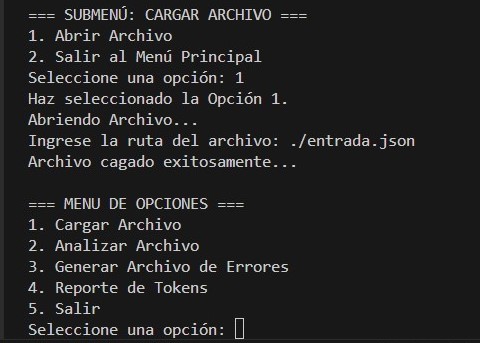 === SUBMENÚ: CARGAR ARCHIVO ===
1. Abrir Archivo
2. Salir al Menú Principal
Seleccione una opción: 1
Haz seleccionado la Opción 1.
Abriendo Archivo...
Ingrese la ruta del archivo: ./entrada.json
Archivo cagado exitosamente...

=== MENU DE OPCIONES ===
1. Cargar Archivo
2. Analizar Archivo
3. Generar Archivo de Errores
4. Reporte de Tokens
5. Salir
Seleccione una opción: